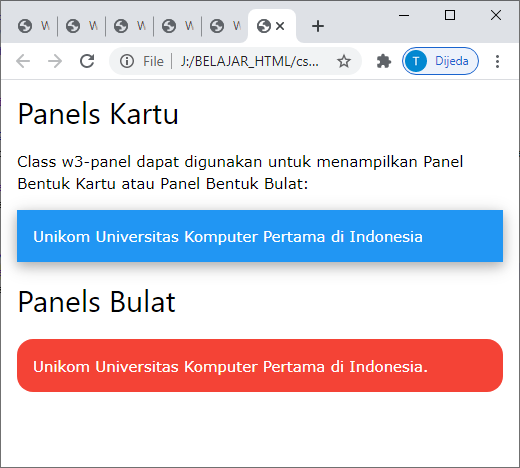 W W W W W
File J:/BELAJAR_HTML/cs... T Dijeda
Panels Kartu
Class w3-panel dapat digunakan untuk menampilkan Panel
Bentuk Kartu atau Panel Bentuk Bulat:
Unikom Universitas Komputer Pertama di Indonesia
Panels Bulat
Unikom Universitas Komputer Pertama di Indonesia.